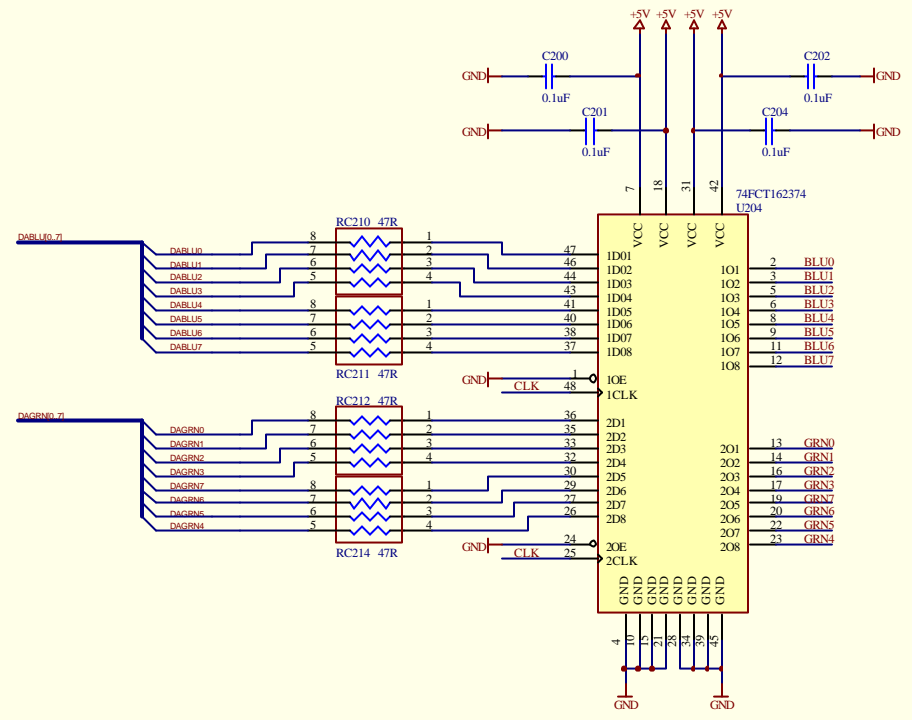 +5V +5V +5V +5V
C200 C202
GND GND
0.1uF 0.1uF
C201 C204
GND GND
0.1uF 0.1uF
7 18 31 42
74FCT162374
U204
VCC VCC VCC VCC
RC210 47R
DABLU[0..7]
DABLU0 8 1 47 1D01
DABLU1 7 2 46 1D02
DABLU2 6 3 44 1D03
DABLU3 5 4 43 1D04
DABLU4 8 1 41 1D05
DABLU5 7 2 40 1D06
DABLU6 6 3 38 1D07
DABLU7 5 4 37 1D08
RC211 47R
1O1 2 BLU0
1O2 3 BLU1
1O3 5 BLU2
1O4 6 BLU3
1O5 8 BLU4
1O6 9 BLU5
1O7 11 BLU6
1O8 12 BLU7
GND 1 1OE
CLK 48 1CLK
RC212 47R
DAGRN[0..7]
DAGRN0 8 1 36 2D1
DAGRN1 7 2 35 2D2
DAGRN2 6 3 33 2D3
DAGRN3 5 4 32 2D4
DAGRN7 8 1 30 2D5
DAGRN6 7 2 29 2D6
DAGRN5 6 3 27 2D7
DAGRN4 5 4 26 2D8
RC214 47R
2O1 13 GRN0
2O2 14 GRN1
2O3 16 GRN2
2O4 17 GRN3
2O5 19 GRN7
2O6 20 GRN6
2O7 22 GRN5
2O8 23 GRN4
GND 24 2OE
CLK 25 2CLK
GND GND GND GND GND GND GND GND
4 10 15 21 28 34 39 45
GND GND